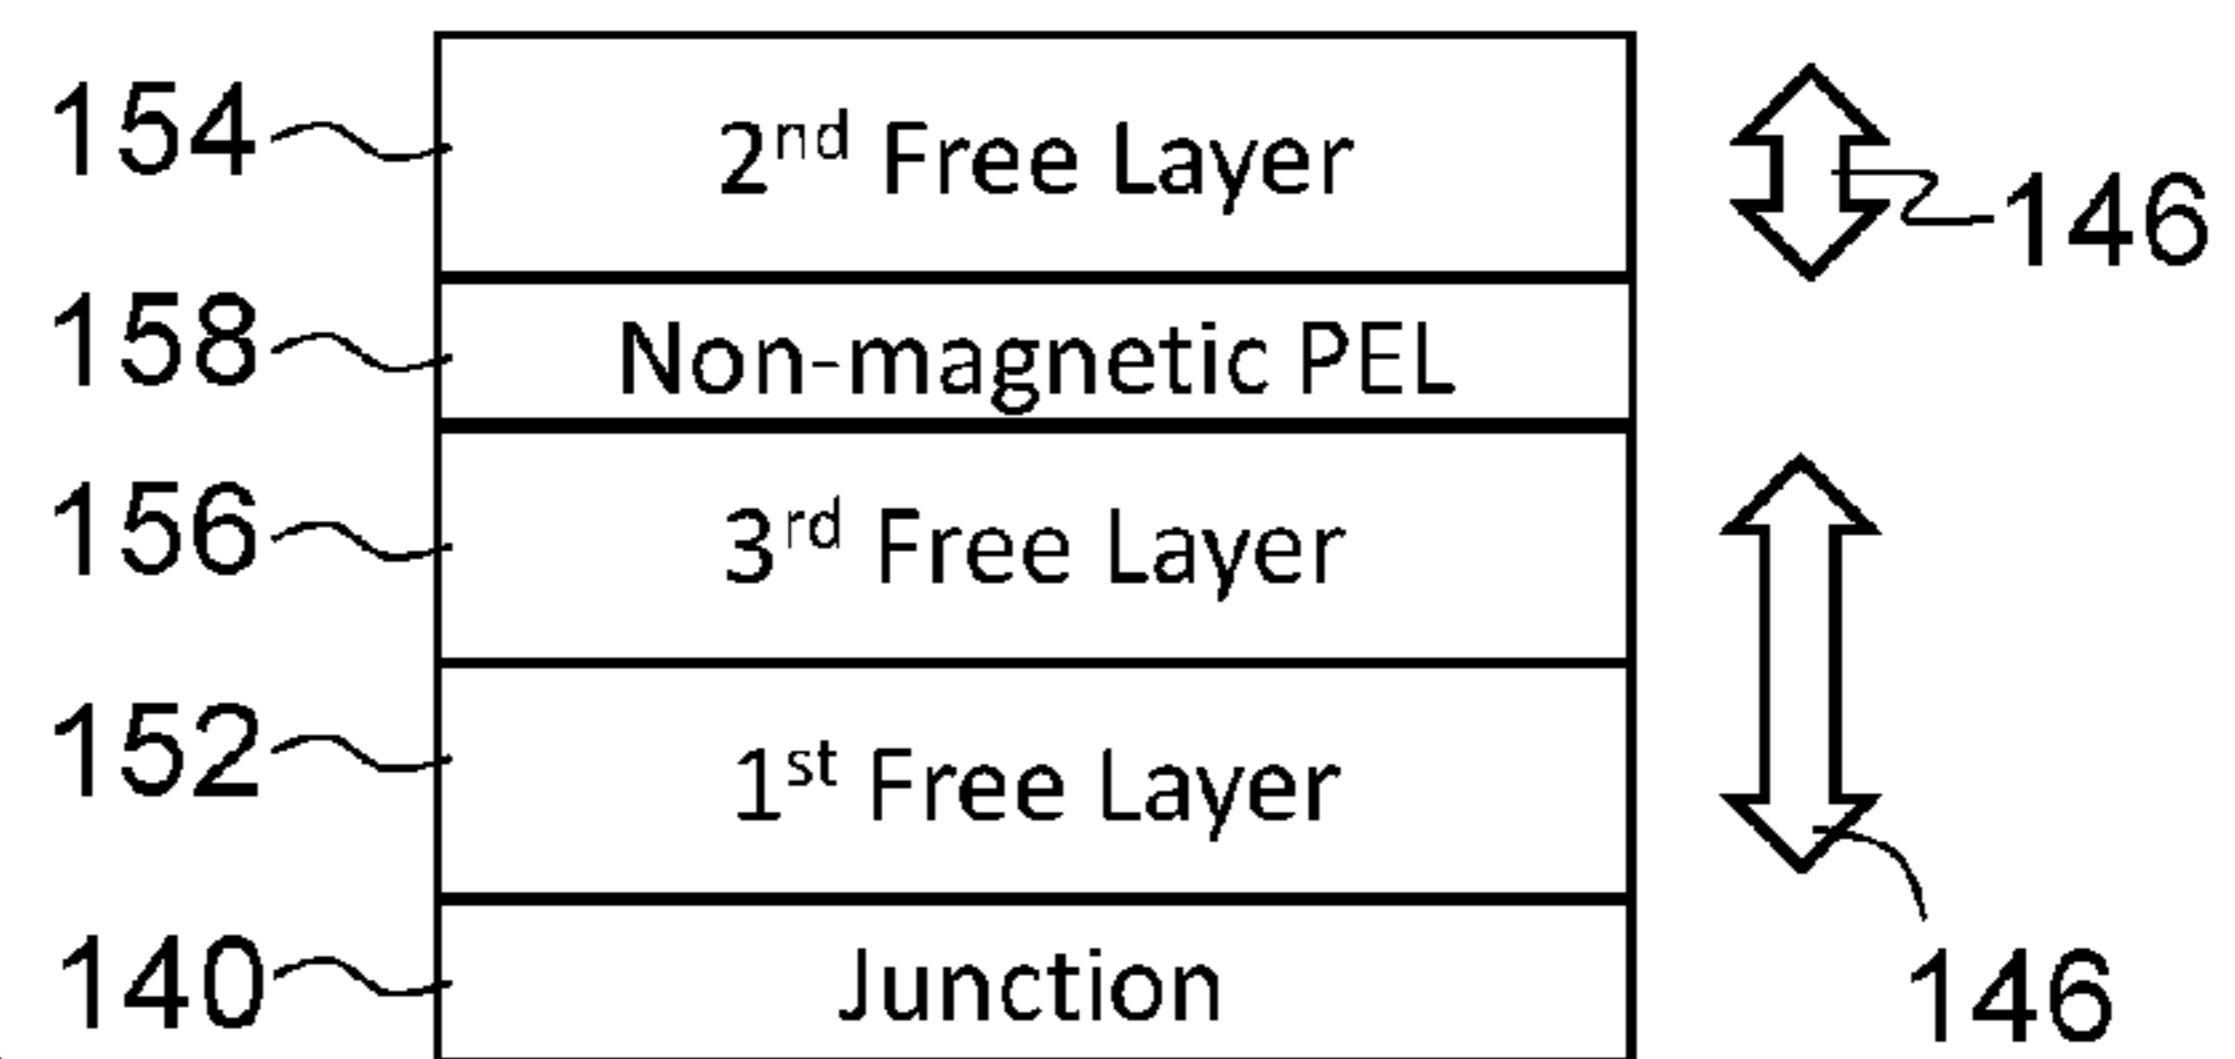 154 2nd Free Layer 146
158 Non-magnetic PEL
156 3rd Free Layer
152 1st Free Layer
140 Junction 146